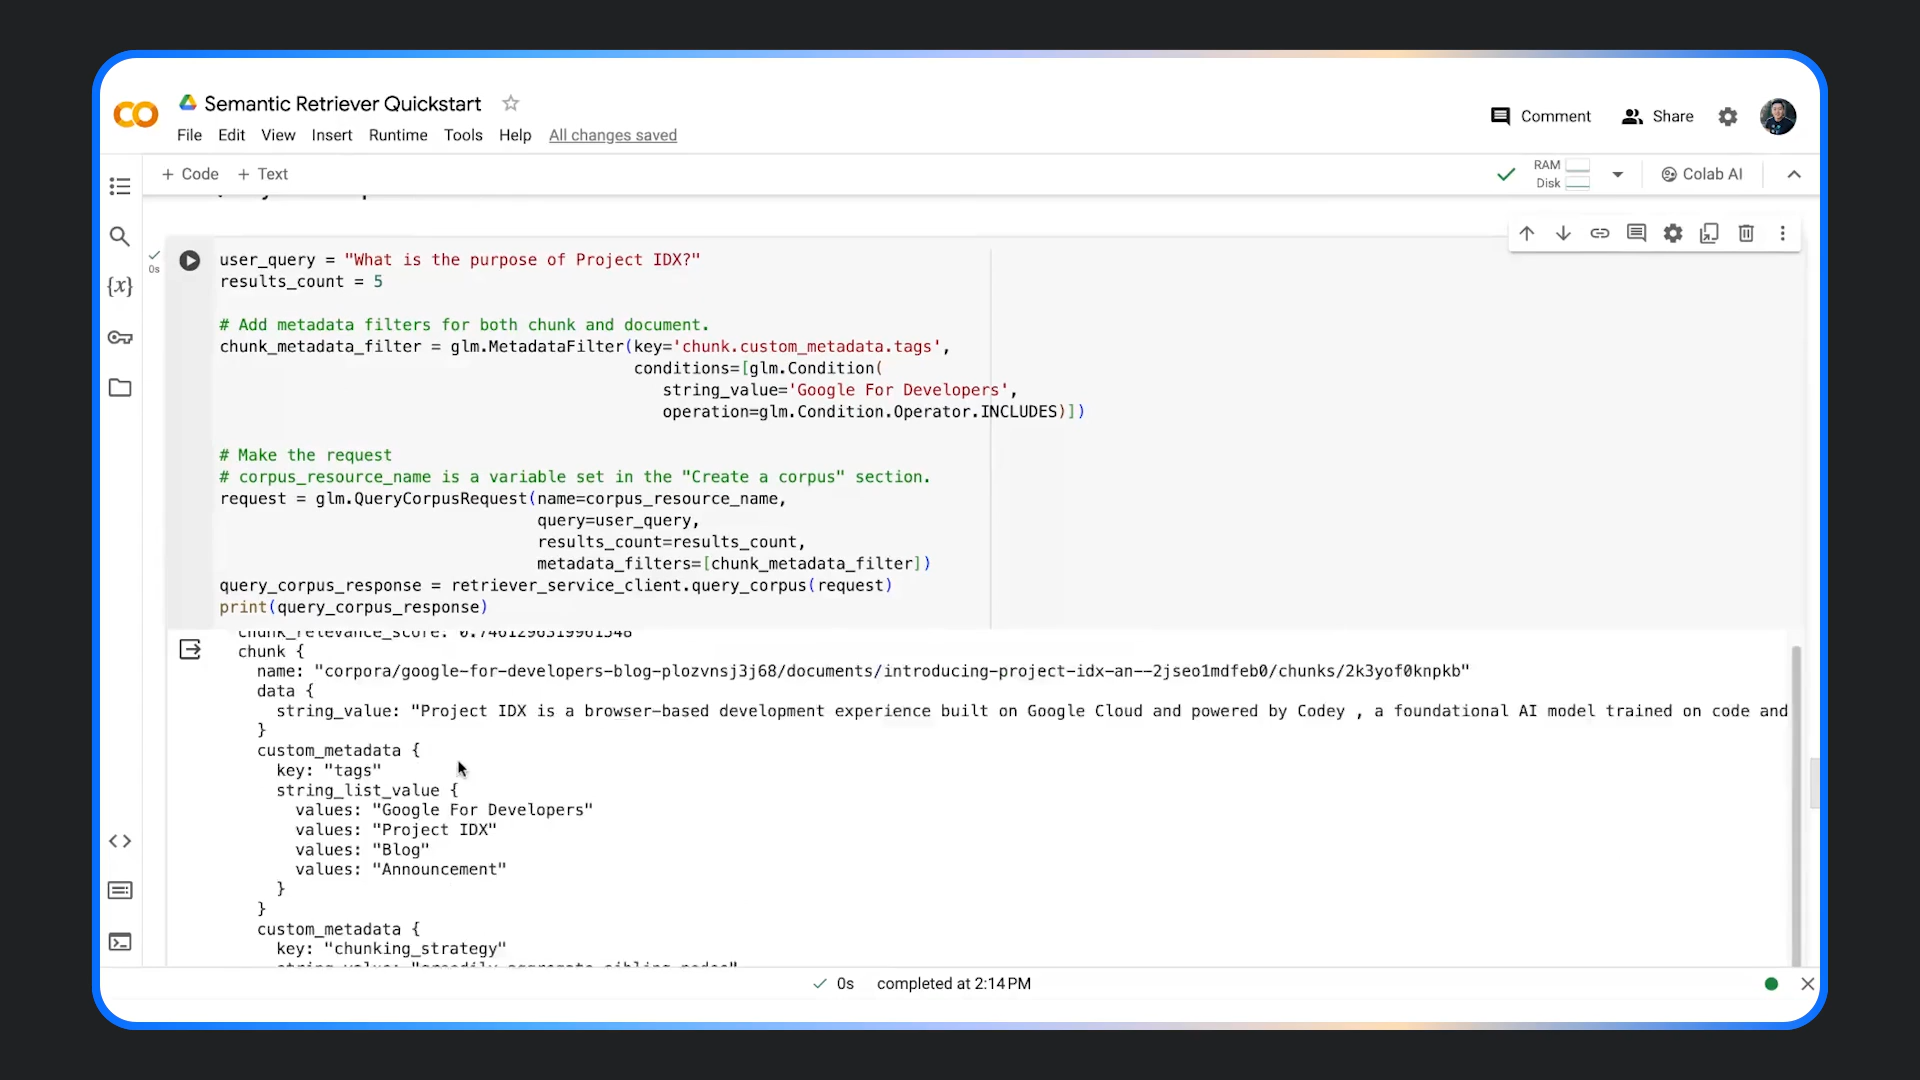 Semantic Retriever Quickstart
File Edit View Insert Runtime Tools Help All changes saved
Comment Share
+ Code + Text
RAM
Disk
Colab AI
{x}
0s
user_query = "What is the purpose of Project IDX?"
results_count = 5
# Add metadata filters for both chunk and document.
chunk_metadata_filter = glm.MetadataFilter(key='chunk.custom_metadata.tags',
conditions=[glm.Condition(
string_value='Google For Developers',
operation=glm.Condition.Operator.INCLUDES)])
# Make the request
# corpus_resource_name is a variable set in the "Create a corpus" section.
request = glm.QueryCorpusRequest(name=corpus_resource_name,
query=user_query,
results_count=results_count,
metadata_filters=[chunk_metadata_filter])
query_corpus_response = retriever_service_client.query_corpus(request)
print(query_corpus_response)
chunk_relevance_score:
chunk {
name: "corpora/google-for-developers-blog-plozvnsj3j68/documents/introducing-project-idx-an--2jseo1mdfeb0/chunks/2k3yof0knpkb"
data {
string_value: "Project IDX is a browser-based development experience built on Google Cloud and powered by Codey , a foundational AI model trained on code and
}
custom_metadata {
key: "tags"
string_list_value {
values: "Google For Developers"
values: "Project IDX"
values: "Blog"
values: "Announcement"
}
}
custom_metadata {
key: "chunking_strategy"
0s completed at 2:14 PM